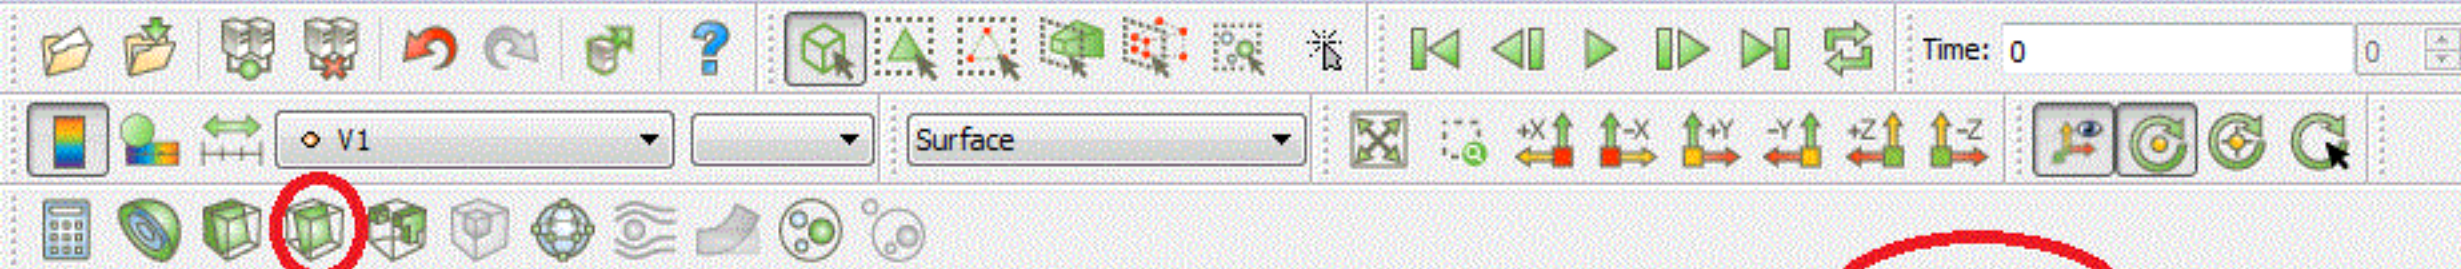 ? Time: 0 0
V1 Surface +X -X +Y -Y +Z -Z